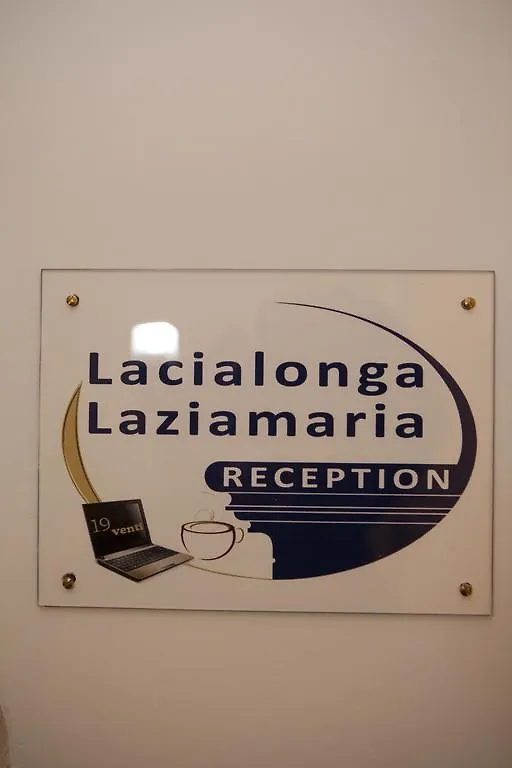 Lacialonga
Laziamaria
RECEPTION
19
venti